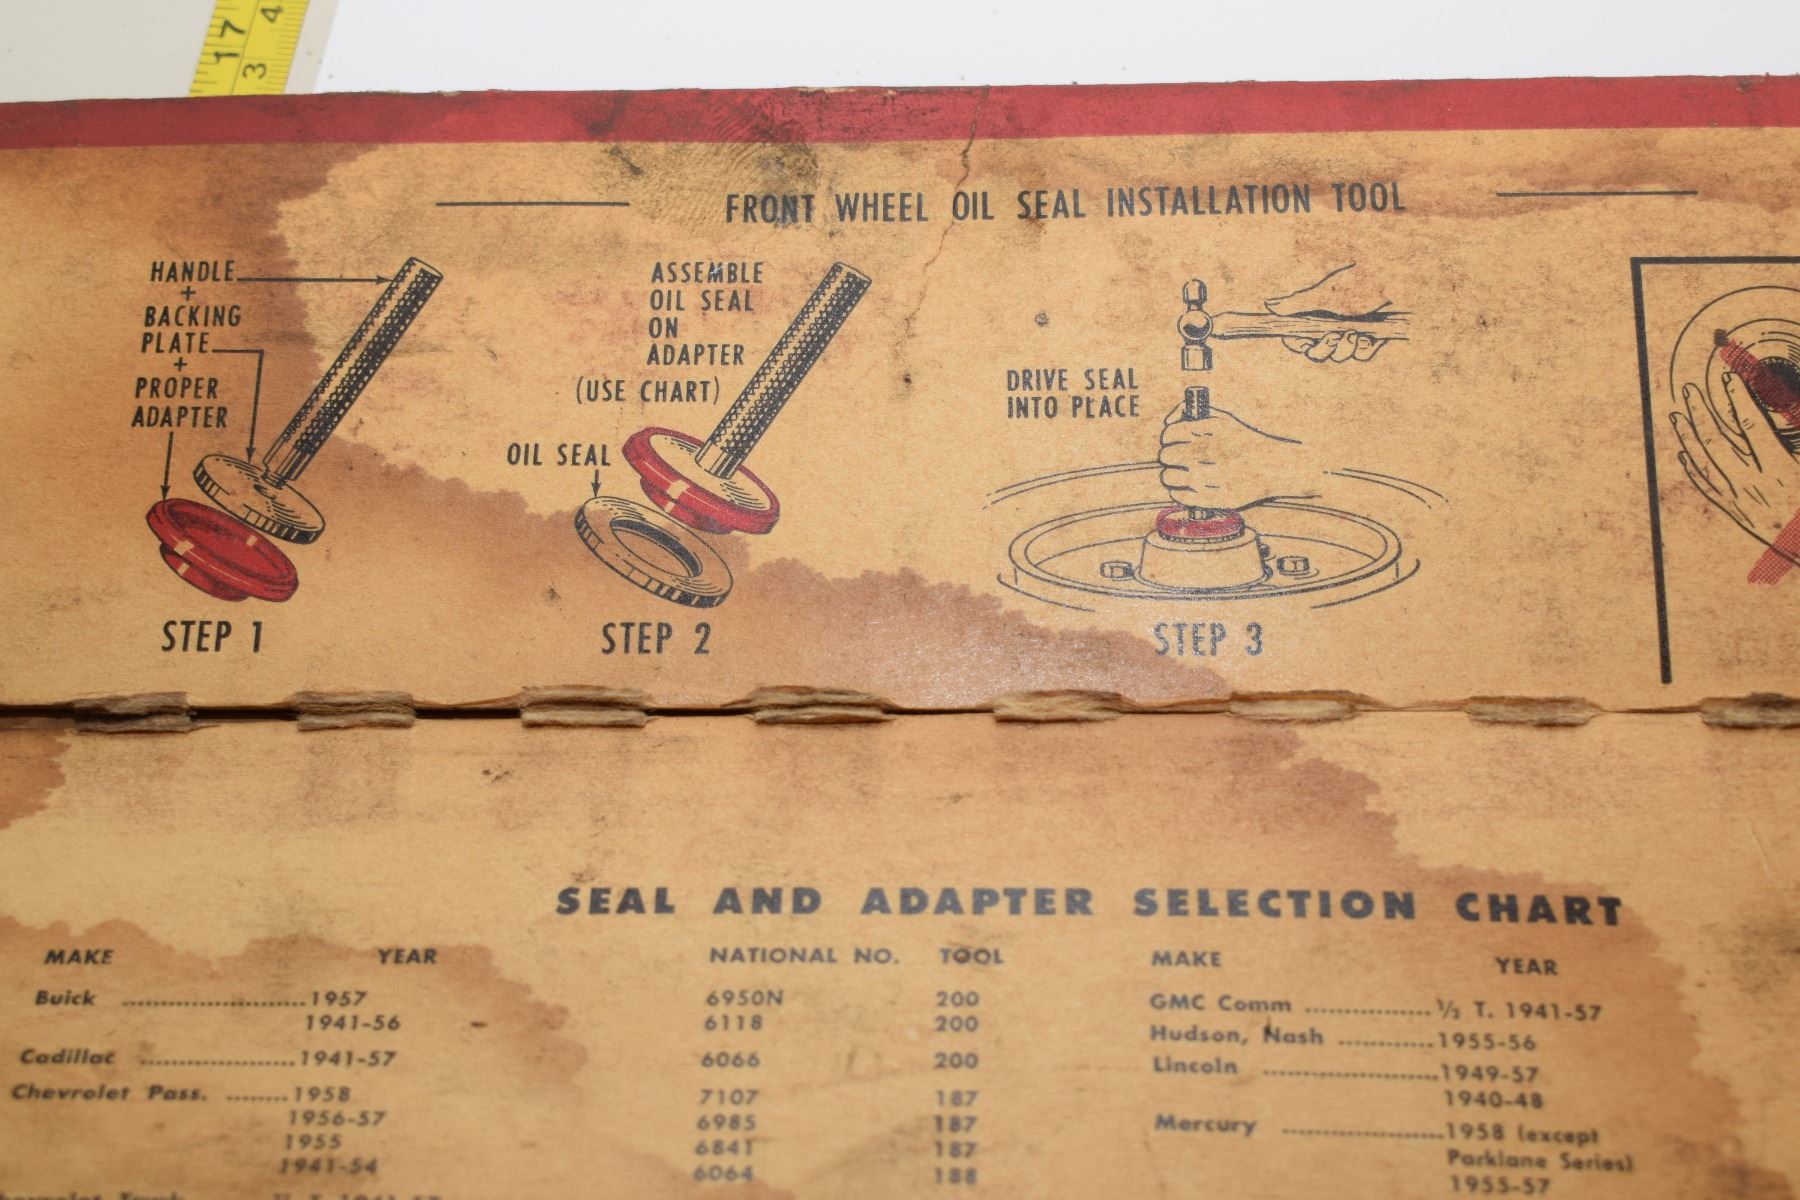 17
3 4
FRONT WHEEL OIL SEAL INSTALLATION TOOL
HANDLE
+
BACKING
PLATE
+
PROPER
ADAPTER
STEP 1
ASSEMBLE
OIL SEAL
ON
ADAPTER
(USE CHART)
OIL SEAL
STEP 2
DRIVE SEAL
INTO PLACE
STEP 3
SEAL AND ADAPTER SELECTION CHART
MAKE YEAR NATIONAL NO. TOOL
Buick ........................ 1957 6950N 200
1941-56 6118 200
Cadillac .................... 1941-57 6066 200
Chevrolet Pass. ........ 1958 7107 187
1956-57 6985 187
1955 6841 187
1941-54 6064 188
MAKE YEAR
GMC Comm ................ ½ T. 1941-57
Hudson, Nash ............ 1955-56
Lincoln ...................... 1949-57
1940-48
Mercury .................... 1958 (except
Parklane Series)
1955-57